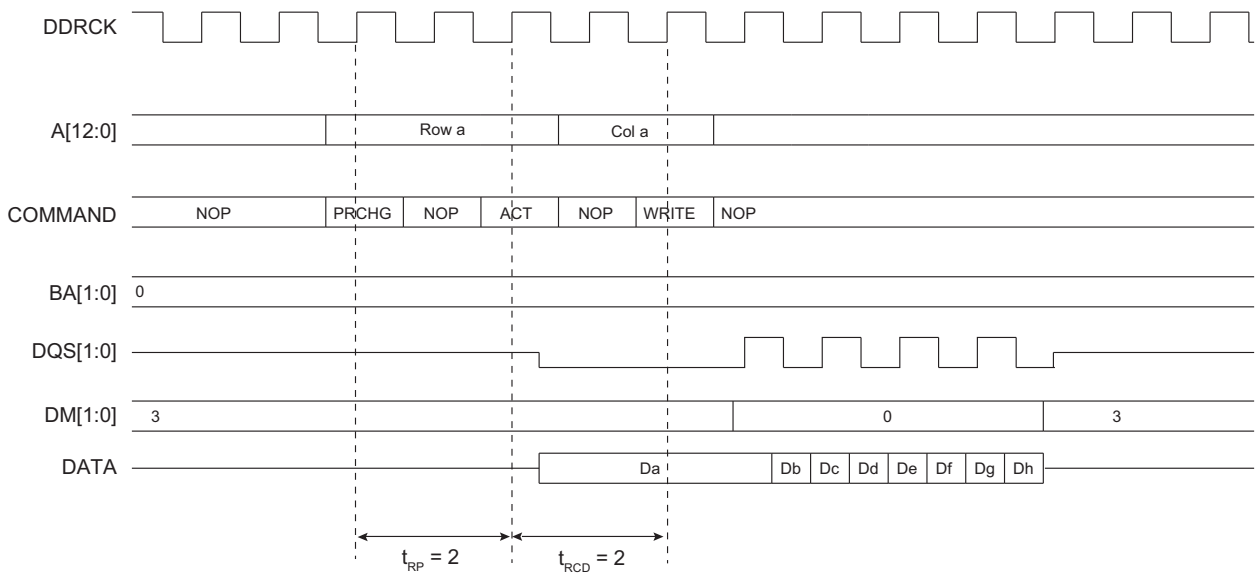 DDRCK
A[12:0] Row a Col a
COMMAND NOP PRCHG NOP ACT NOP WRITE NOP
BA[1:0] 0
DQS[1:0]
DM[1:0] 3 0 3
DATA Da Db Dc Dd De Df Dg Dh
tRP = 2 tRCD = 2